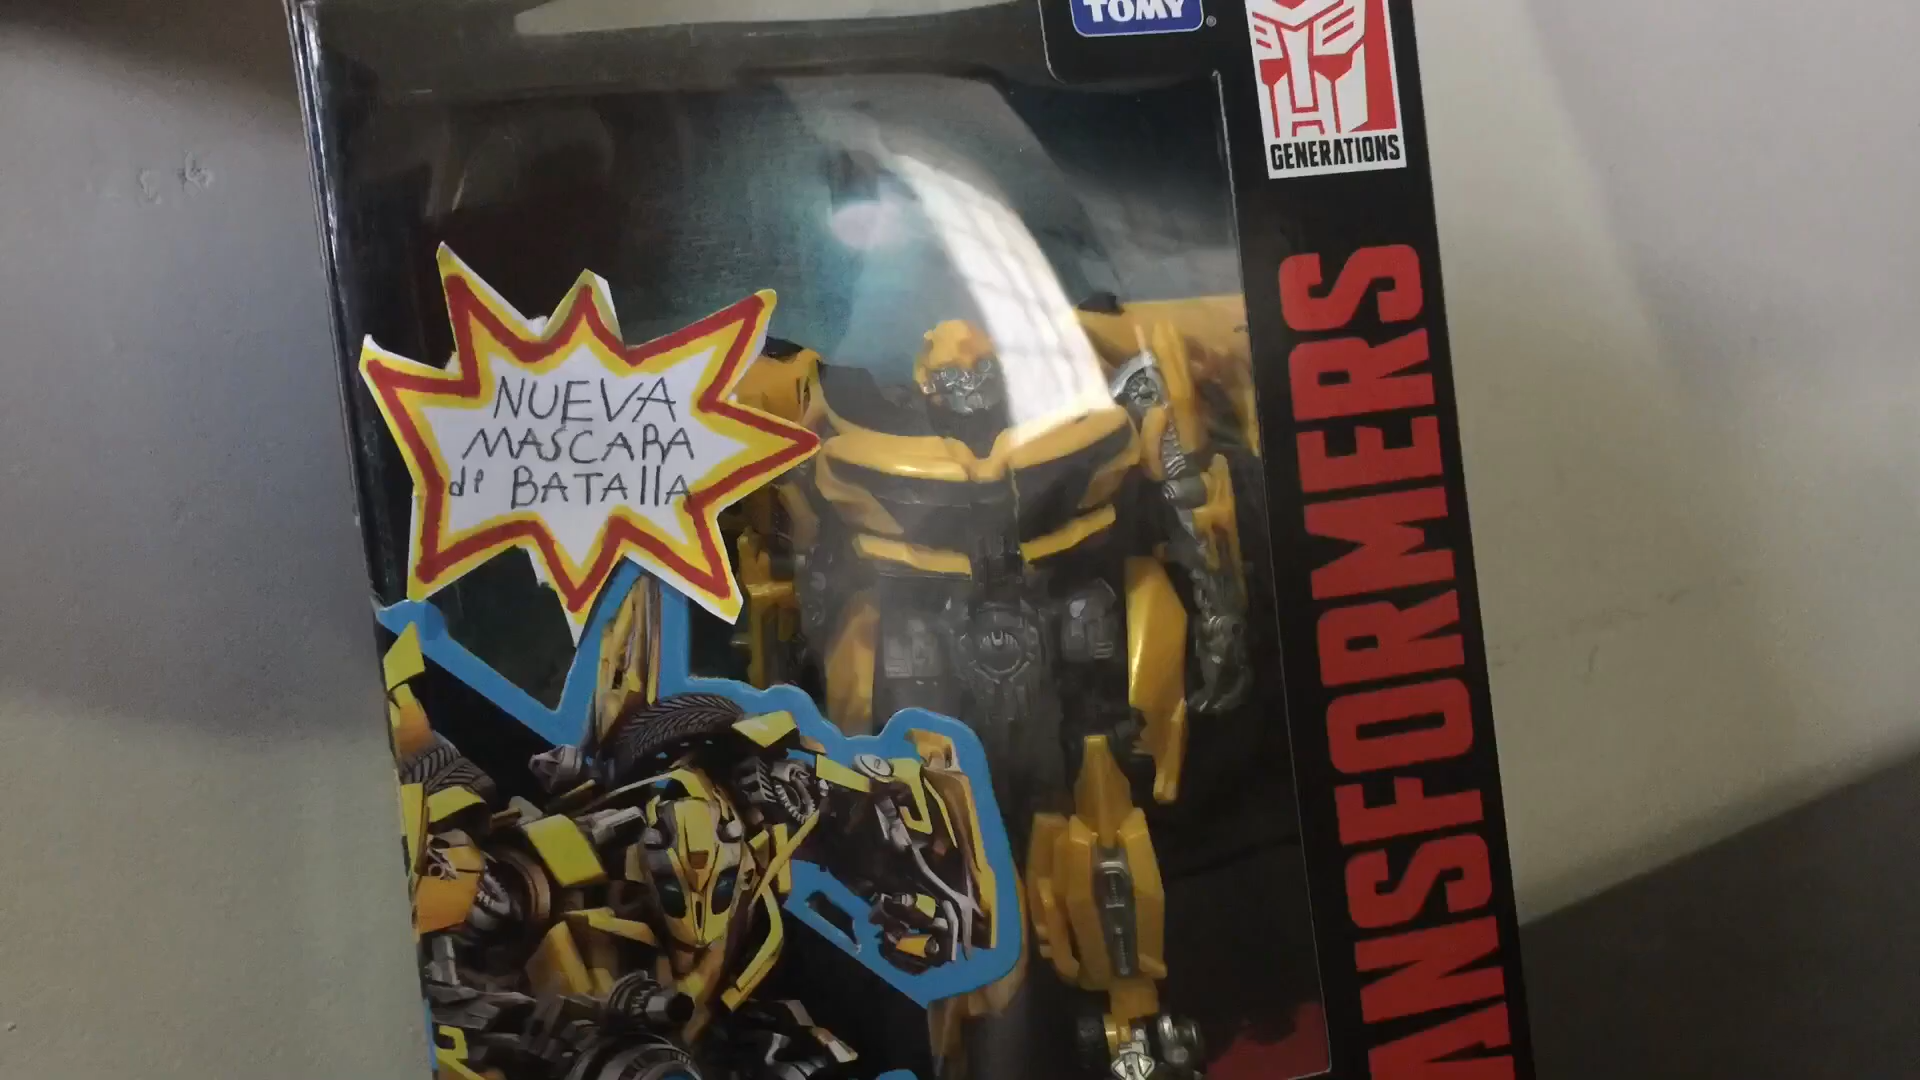 TOMY
GENERATIONS
NUEVA
MASCARA
de BATAllA
ANSFORMERS